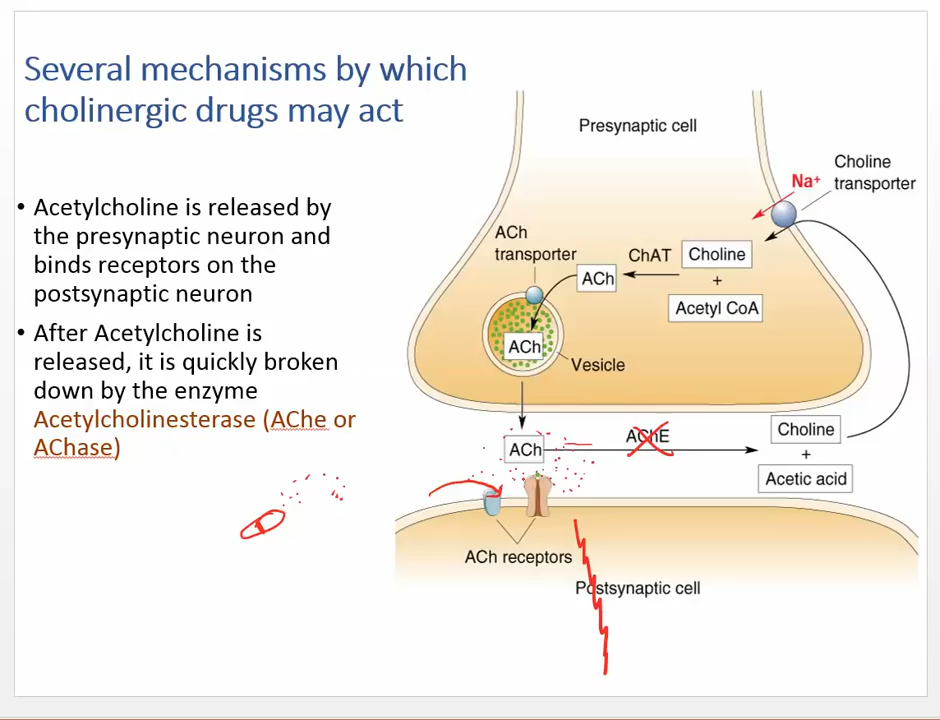 Several mechanisms by which
cholinergic drugs may act
• Acetylcholine is released by
the presynaptic neuron and
binds receptors on the
postsynaptic neuron
• After Acetylcholine is
released, it is quickly broken
down by the enzyme
Acetylcholinesterase (AChe or
AChase)
Presynaptic cell
Choline
transporter
Na⁺
ACh
transporter
ChAT
Choline
+
Acetyl CoA
ACh
ACh
Vesicle
ACh
AChE
Choline
+
Acetic acid
ACh receptors
Postsynaptic cell